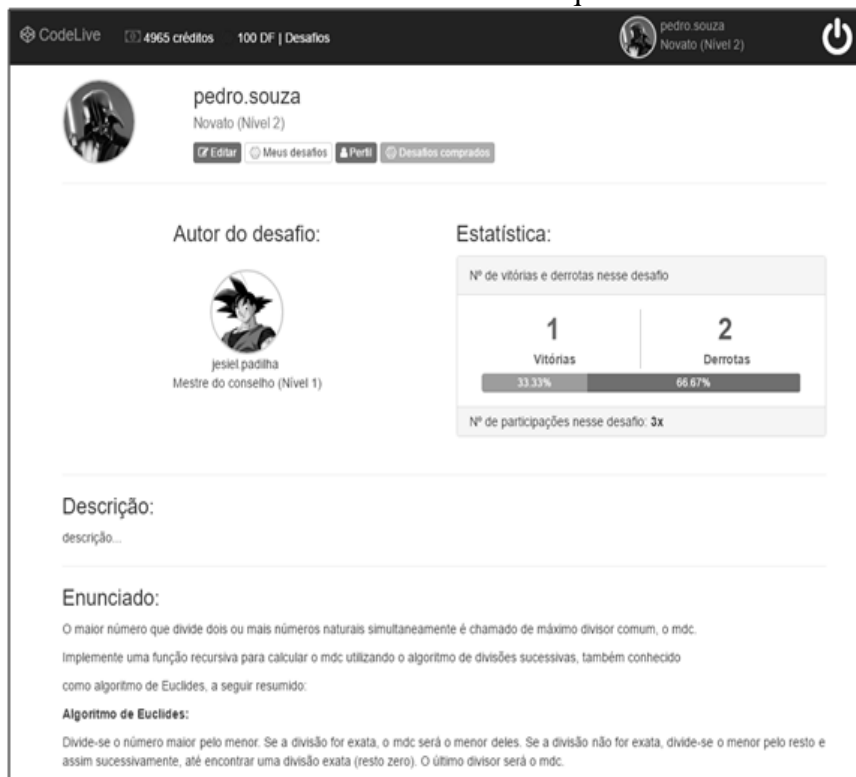 CodeLive 4965 créditos 100 DF | Desafios
pedro.souza
Novato (Nível 2)
pedro.souza
Novato (Nível 2)
Editar Meus desafios Perfil Desafios comprados
Autor do desafio:
jesiel.padilha
Mestre do conselho (Nível 1)
Estatística:
Nº de vitórias e derrotas nesse desafio
1 2
Vitórias Derrotas
33.33% 66.67%
Nº de participações nesse desafio: 3x
Descrição:
descrição...
Enunciado:
O maior número que divide dois ou mais números naturais simultaneamente é chamado de máximo divisor comum, o mdc.
Implemente uma função recursiva para calcular o mdc utilizando o algoritmo de divisões sucessivas, também conhecido
como algoritmo de Euclides, a seguir resumido:
Algoritmo de Euclides:
Divide-se o número maior pelo menor. Se a divisão for exata, o mdc será o menor deles. Se a divisão não for exata, divide-se o menor pelo resto e
assim sucessivamente, até encontrar uma divisão exata (resto zero). O último divisor será o mdc.